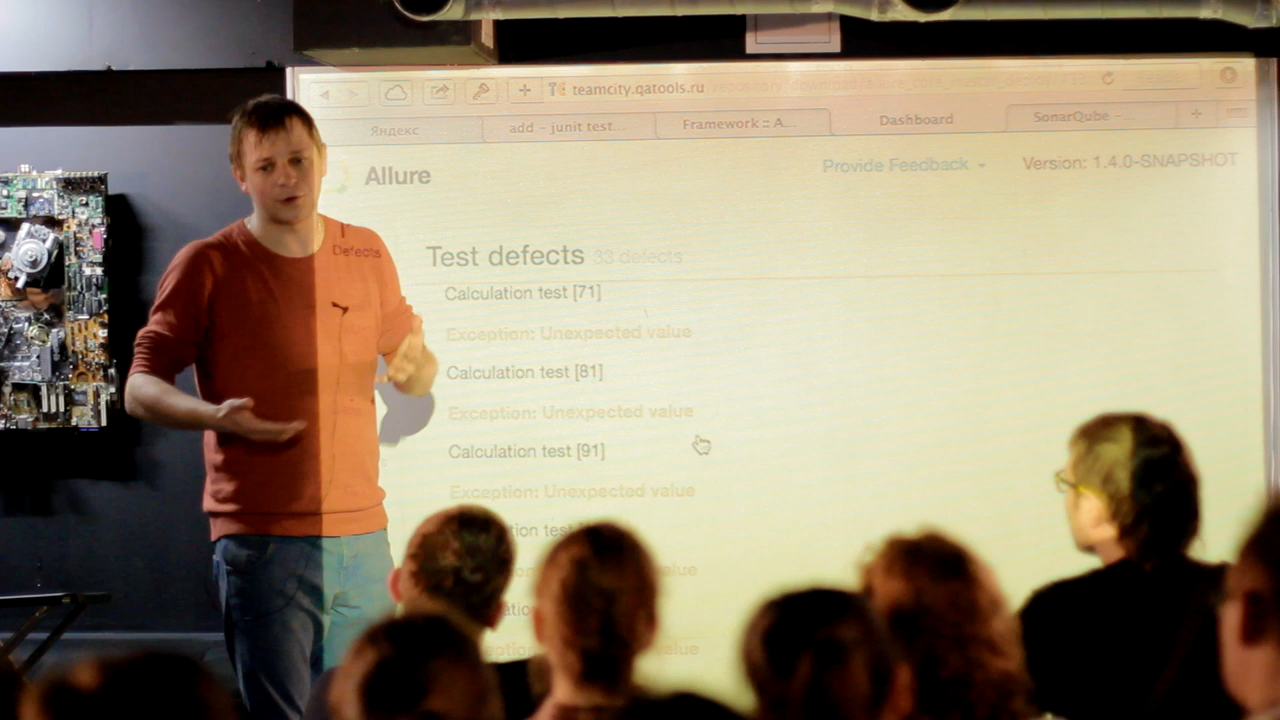 teamcity.qatools.ru
Яндекс add - junit test... Framework :: A... Dashboard SonarQube -
Allure Provide Feedback Version: 1.4.0-SNAPSHOT
Defects
Test defects 33 defects
Calculation test [71]
Exception: Unexpected value
Calculation test [81]
Exception: Unexpected value
Calculation test [91]
Exception: Unexpected value